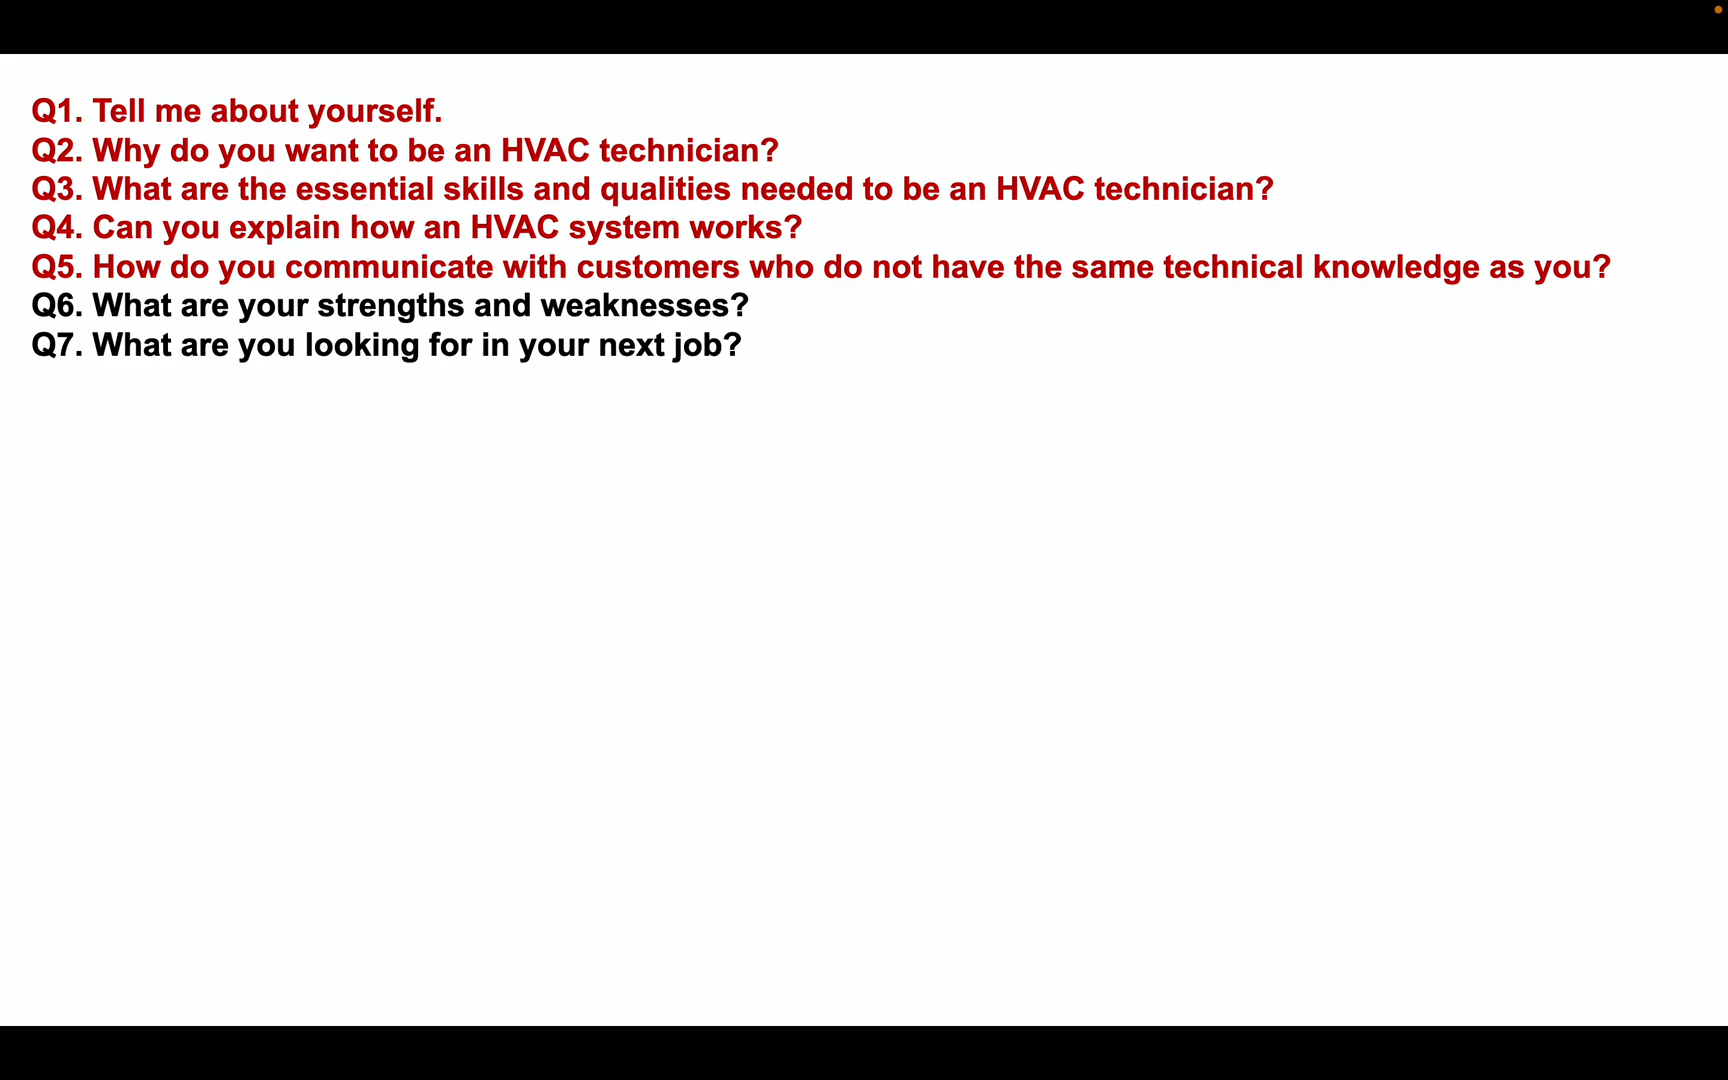 Q1. Tell me about yourself.
Q2. Why do you want to be an HVAC technician?
Q3. What are the essential skills and qualities needed to be an HVAC technician?
Q4. Can you explain how an HVAC system works?
Q5. How do you communicate with customers who do not have the same technical knowledge as you?
Q6. What are your strengths and weaknesses?
Q7. What are you looking for in your next job?